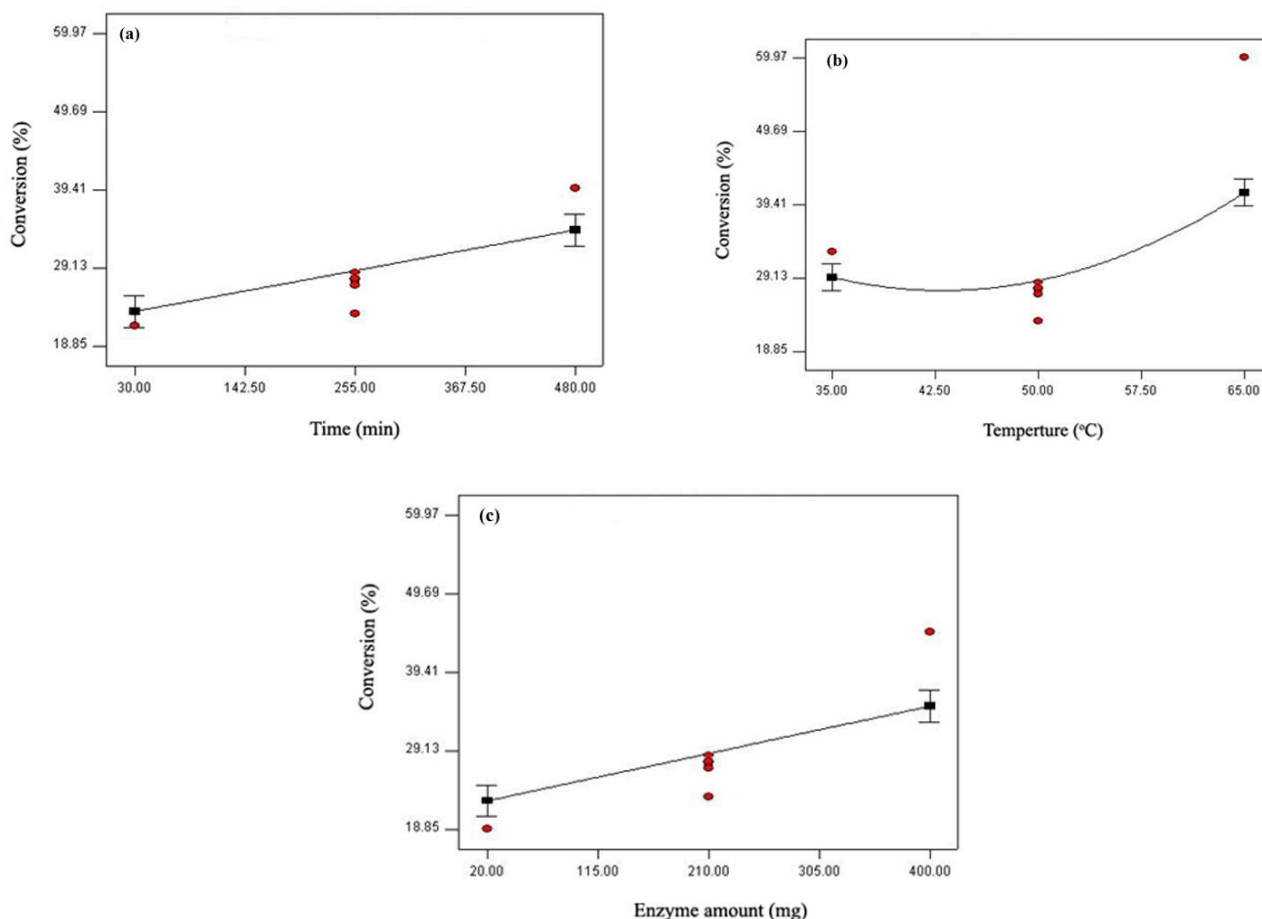 (a)
59.97
49.69
39.41
29.13
18.85
Conversion (%)
30.00 142.50 255.00 367.50 480.00
Time (min)
(b)
59.97
49.69
39.41
29.13
18.85
Conversion (%)
35.00 42.50 50.00 57.50 65.00
Temperture (°C)
(c)
59.97
49.69
39.41
29.13
18.85
Conversion (%)
20.00 115.00 210.00 305.00 400.00
Enzyme amount (mg)